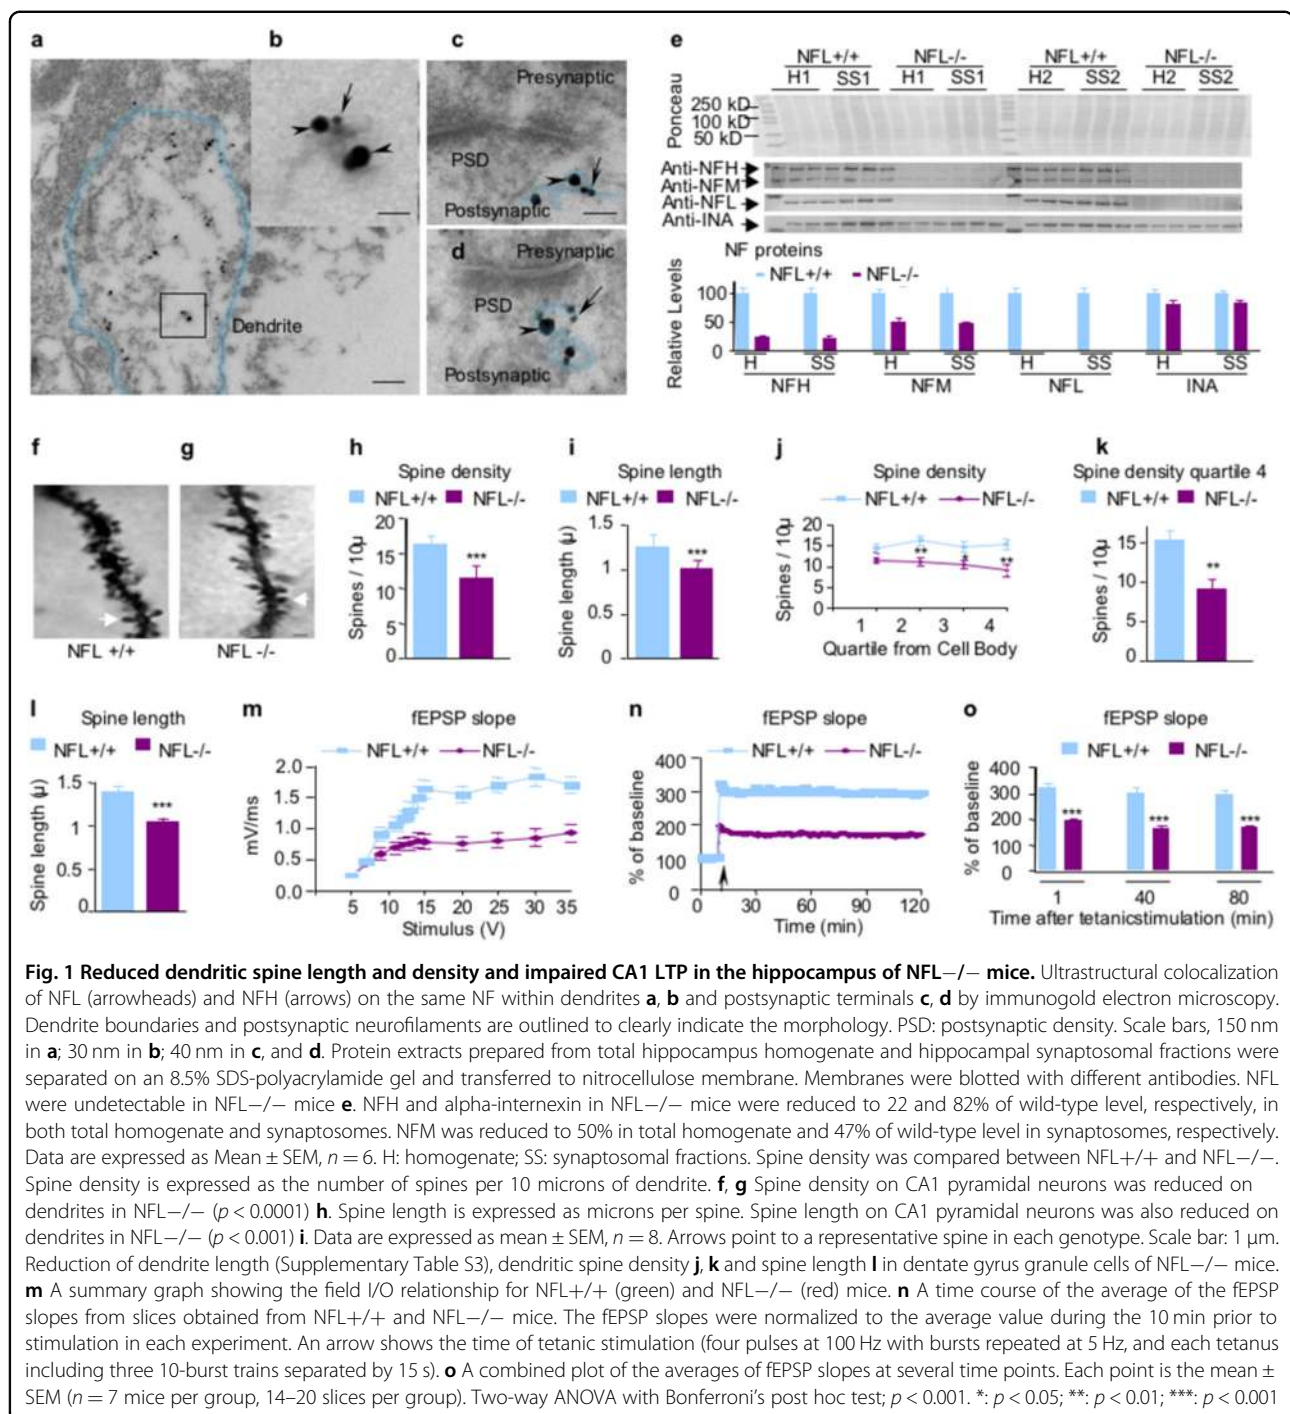 a
b
c
Presynaptic
PSD
Postsynaptic
d
Presynaptic
PSD
Postsynaptic
Dendrite
e
NFL+/+ NFL-/- NFL+/+ NFL-/-
H1 SS1 H1 SS1 H2 SS2 H2 SS2
Ponceau
250 kD
100 kD
50 kD
Anti-NFH
Anti-NFM
Anti-NFL
Anti-INA
NF proteins
NFL+/+ NFL-/-
Relative Levels
100
50
0
H SS H SS H SS H SS
NFH NFM NFL INA
f
NFL +/+
g
NFL -/-
h
Spine density
NFL+/+ NFL-/-
Spines / 10µ
20
15
10
5
0
***
i
Spine length
NFL+/+ NFL-/-
Spine length (µ)
1.5
1
0.5
0
***
j
Spine density
NFL+/+ NFL-/-
Spines / 10µ
20
15
10
5
0
** * **
1 2 3 4
Quartile from Cell Body
k
Spine density quartile 4
NFL+/+ NFL-/-
Spines / 10µ
15
10
5
0
**
l
Spine length
NFL+/+ NFL-/-
Spine length (µ)
1.5
1
0.5
0
***
m
fEPSP slope
NFL+/+ NFL-/-
mV/ms
2.0
1.5
1.0
0.5
0.0
5 10 15 20 25 30 35
Stimulus (V)
n
fEPSP slope
NFL+/+ NFL-/-
% of baseline
400
300
200
100
0
0 30 60 90 120
Time (min)
o
fEPSP slope
NFL+/+ NFL-/-
% of baseline
400
300
200
100
0
*** *** ***
1 40 80
Time after tetanicstimulation (min)
Fig. 1 Reduced dendritic spine length and density and impaired CA1 LTP in the hippocampus of NFL−/− mice. Ultrastructural colocalization
of NFL (arrowheads) and NFH (arrows) on the same NF within dendrites a, b and postsynaptic terminals c, d by immunogold electron microscopy.
Dendrite boundaries and postsynaptic neurofilaments are outlined to clearly indicate the morphology. PSD: postsynaptic density. Scale bars, 150 nm
in a; 30 nm in b; 40 nm in c, and d. Protein extracts prepared from total hippocampus homogenate and hippocampal synaptosomal fractions were
separated on an 8.5% SDS-polyacrylamide gel and transferred to nitrocellulose membrane. Membranes were blotted with different antibodies. NFL
were undetectable in NFL−/− mice e. NFH and alpha-internexin in NFL−/− mice were reduced to 22 and 82% of wild-type level, respectively, in
both total homogenate and synaptosomes. NFM was reduced to 50% in total homogenate and 47% of wild-type level in synaptosomes, respectively.
Data are expressed as Mean ± SEM, n = 6. H: homogenate; SS: synaptosomal fractions. Spine density was compared between NFL+/+ and NFL−/−.
Spine density is expressed as the number of spines per 10 microns of dendrite. f, g Spine density on CA1 pyramidal neurons was reduced on
dendrites in NFL−/− (p < 0.0001) h. Spine length is expressed as microns per spine. Spine length on CA1 pyramidal neurons was also reduced on
dendrites in NFL−/− (p < 0.001) i. Data are expressed as mean ± SEM, n = 8. Arrows point to a representative spine in each genotype. Scale bar: 1 µm.
Reduction of dendrite length (Supplementary Table S3), dendritic spine density j, k and spine length l in dentate gyrus granule cells of NFL−/− mice.
m A summary graph showing the field I/O relationship for NFL+/+ (green) and NFL−/− (red) mice. n A time course of the average of the fEPSP
slopes from slices obtained from NFL+/+ and NFL−/− mice. The fEPSP slopes were normalized to the average value during the 10 min prior to
stimulation in each experiment. An arrow shows the time of tetanic stimulation (four pulses at 100 Hz with bursts repeated at 5 Hz, and each tetanus
including three 10-burst trains separated by 15 s). o A combined plot of the averages of fEPSP slopes at several time points. Each point is the mean ±
SEM (n = 7 mice per group, 14–20 slices per group). Two-way ANOVA with Bonferroni's post hoc test; p < 0.001. *: p < 0.05; **: p < 0.01; ***: p < 0.001